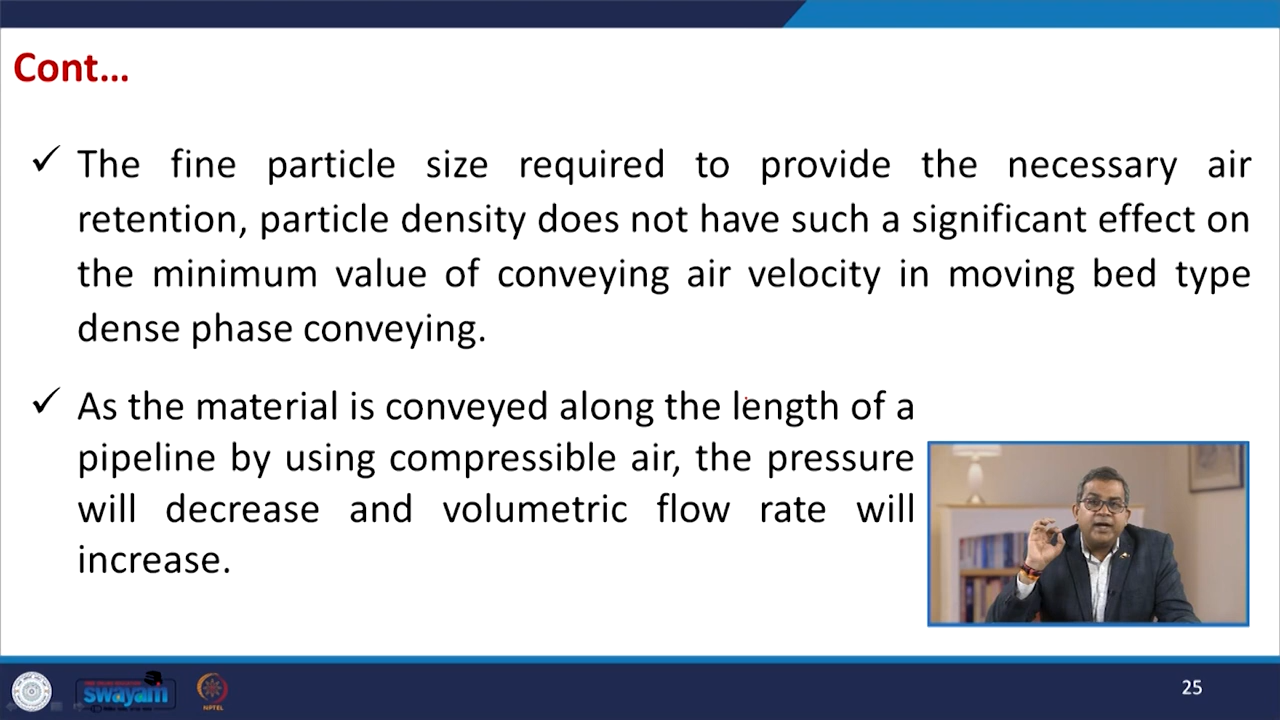 Cont…
✓ The fine particle size required to provide the necessary air
retention, particle density does not have such a significant effect on
the minimum value of conveying air velocity in moving bed type
dense phase conveying.
✓ As the material is conveyed along the length of a
pipeline by using compressible air, the pressure
will decrease and volumetric flow rate will
increase.
swayam
NPTEL
25